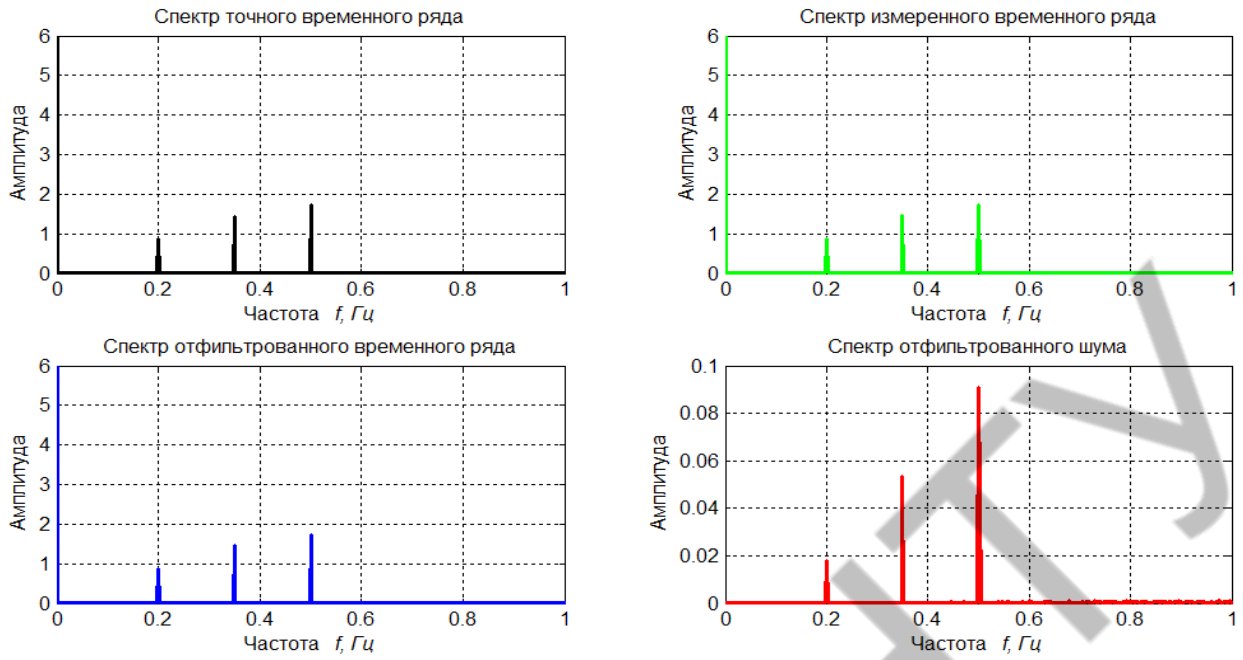 Спектр точного временного ряда
6
5
4
3
2
1
0
Амплитуда
0 0.2 0.4 0.6 0.8 1
Частота f, Гц
Спектр измеренного временного ряда
6
5
4
3
2
1
0
Амплитуда
0 0.2 0.4 0.6 0.8 1
Частота f, Гц
Спектр отфильтрованного временного ряда
6
5
4
3
2
1
0
Амплитуда
0 0.2 0.4 0.6 0.8 1
Частота f, Гц
Спектр отфильтрованного шума
0.1
0.08
0.06
0.04
0.02
0
Амплитуда
0 0.2 0.4 0.6 0.8 1
Частота f, Гц